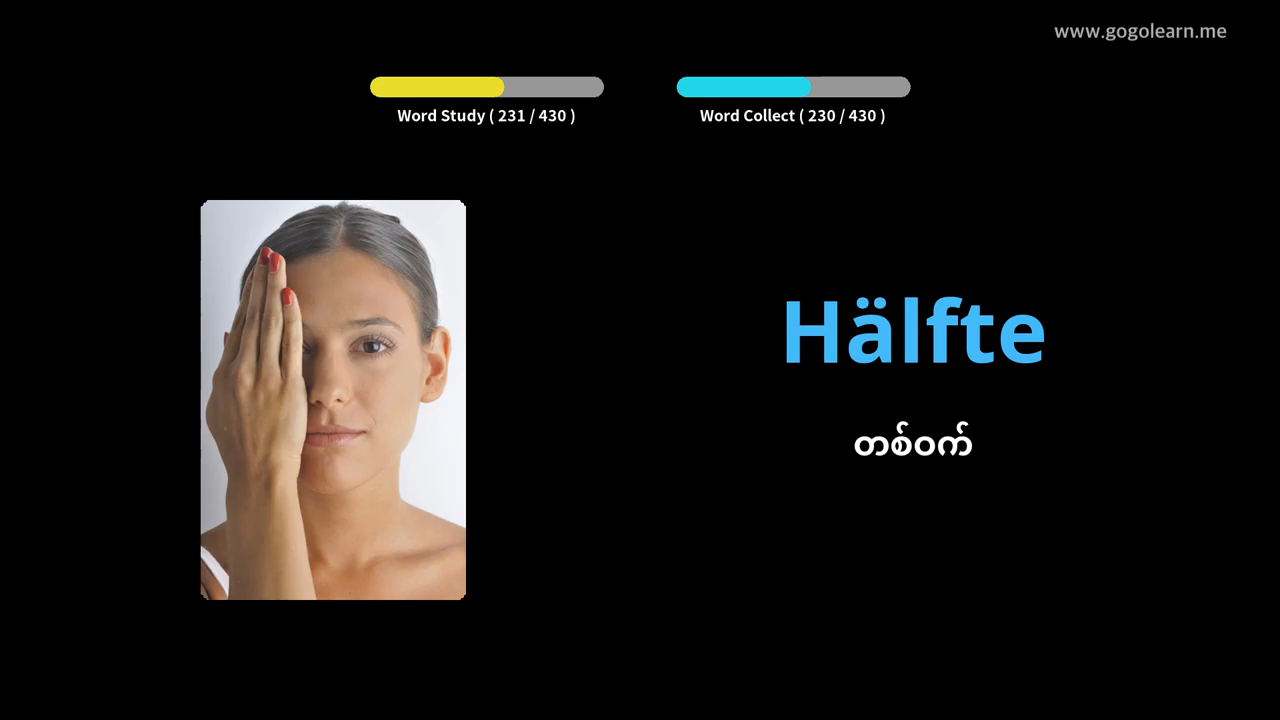 www.gogolearn.me
Word Study ( 231 / 430 )
Word Collect ( 230 / 430 )
Hälfte
တစ်ဝက်